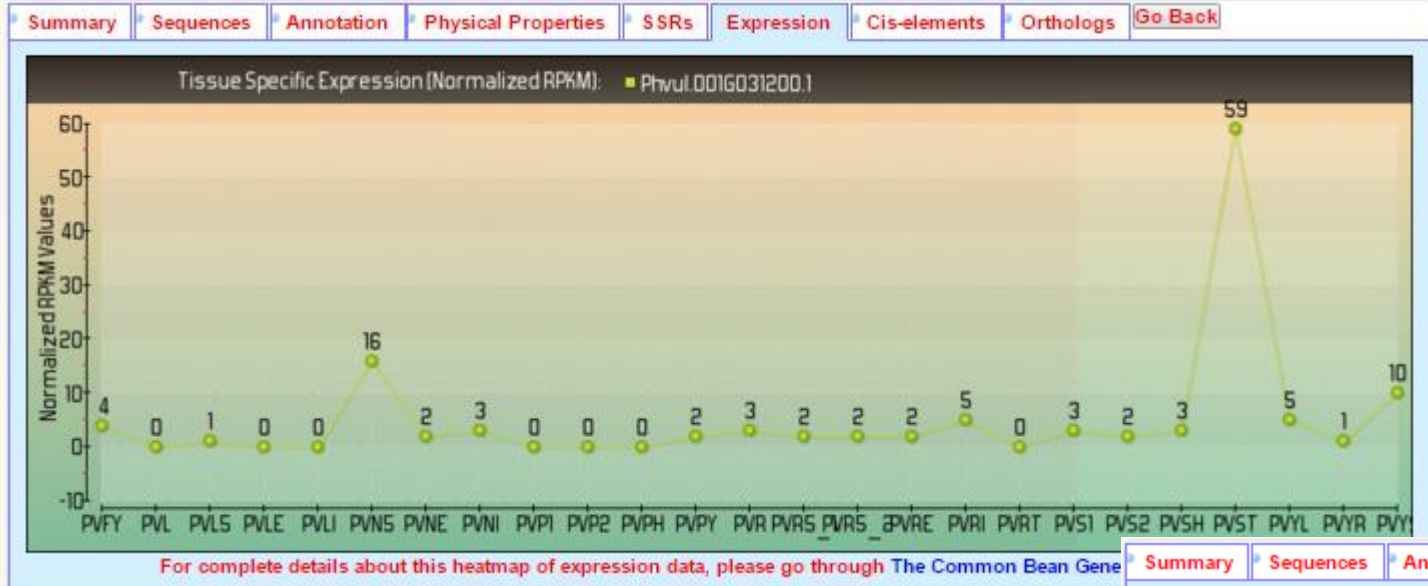 Summary Sequences Annotation Physical Properties SSRs Expression Cis-elements Orthologs Go Back
Tissue Specific Expression (Normalized RPKM): Phvul.001G031200.1
Normalized RPKM Values
60
50
40
30
20
10
0
-10
4 0 1 0 0 16 2 3 0 0 0 2 3 2 2 2 5 0 3 2 3 59 5 1 10
PVFY PVL PVL5 PVLE PVLI PVN5 PVNE PVNI PVP1 PVP2 PVPH PVPY PVR PVR5_ PVR5_a PVRE PVRI PVRT PVS1 PVS2 PVSH PVST PVYL PVYR
For complete details about this heatmap of expression data, please go through The Common Bean Gene
Summary Sequences